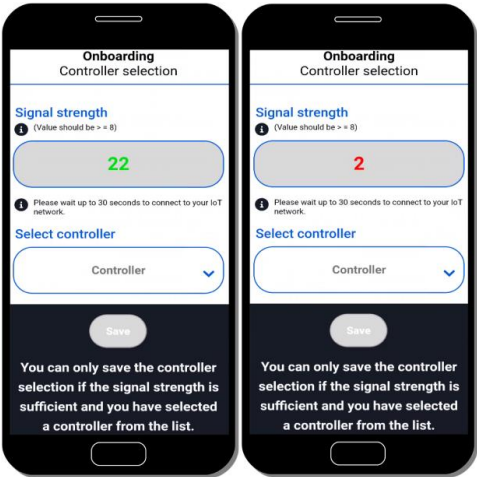 Onboarding
Controller selection
Signal strength
(Value should be > = 8)
22
Please wait up to 30 seconds to connect to your IoT
network.
Select controller
Controller
Save
You can only save the controller
selection if the signal strength is
sufficient and you have selected
a controller from the list.
Onboarding
Controller selection
Signal strength
(Value should be > = 8)
2
Please wait up to 30 seconds to connect to your IoT
network.
Select controller
Controller
Save
You can only save the controller
selection if the signal strength is
sufficient and you have selected
a controller from the list.